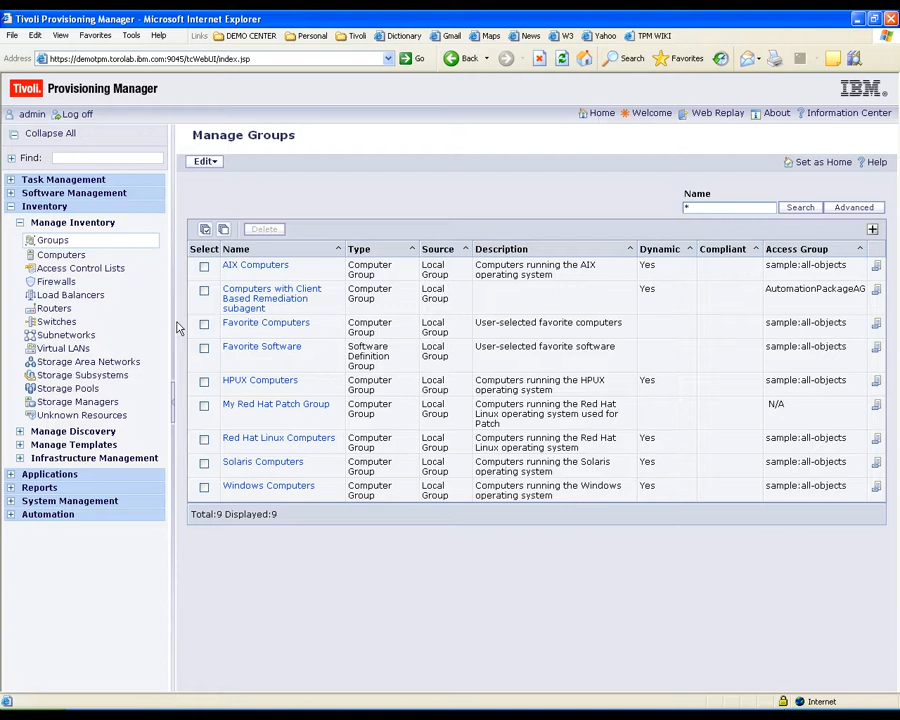 Tivoli Provisioning Manager - Microsoft Internet Explorer
File Edit View Favorites Tools Help Links DEMO CENTER Personal Tivoli Dictionary Gmail Maps News W3 Yahoo TPM WIKI
Address https://demotpm.torolab.ibm.com:9045/tcWebUI/index.jsp Go Back Search Favorites
Tivoli. Provisioning Manager IBM
admin Log off Home Welcome Web Replay About Information Center
Collapse All
Manage Groups
Find:
Edit
Set as Home Help
Task Management
Software Management
Inventory
Manage Inventory
Groups
Computers
Access Control Lists
Firewalls
Load Balancers
Routers
Switches
Subnetworks
Virtual LANs
Storage Area Networks
Storage Subsystems
Storage Pools
Storage Managers
Unknown Resources
Manage Discovery
Manage Templates
Infrastructure Management
Applications
Reports
System Management
Automation
Name
* Search Advanced
Delete
Select Name Type Source Description Dynamic Compliant Access Group
AIX Computers Computer Local Computers running the AIX Yes sample:all-objects
Group Group operating system
Computers with Client Computer Local Yes AutomationPackageAG
Based Remediation Group Group
subagent
Favorite Computers Computer Local User-selected favorite computers sample:all-objects
Group Group
Favorite Software Software Local User-selected favorite software sample:all-objects
Definition Group
Group
HPUX Computers Computer Local Computers running the HPUX Yes sample:all-objects
Group Group operating system
My Red Hat Patch Group Computer Local Computers running the Red Hat N/A
Group Group Linux operating system used for
Patch
Red Hat Linux Computers Computer Local Computers running the Red Hat Yes sample:all-objects
Group Group Linux operating system
Solaris Computers Computer Local Computers running the Solaris Yes sample:all-objects
Group Group operating system
Windows Computers Computer Local Computers running the Windows Yes sample:all-objects
Group Group operating system
Total:9 Displayed:9
Internet